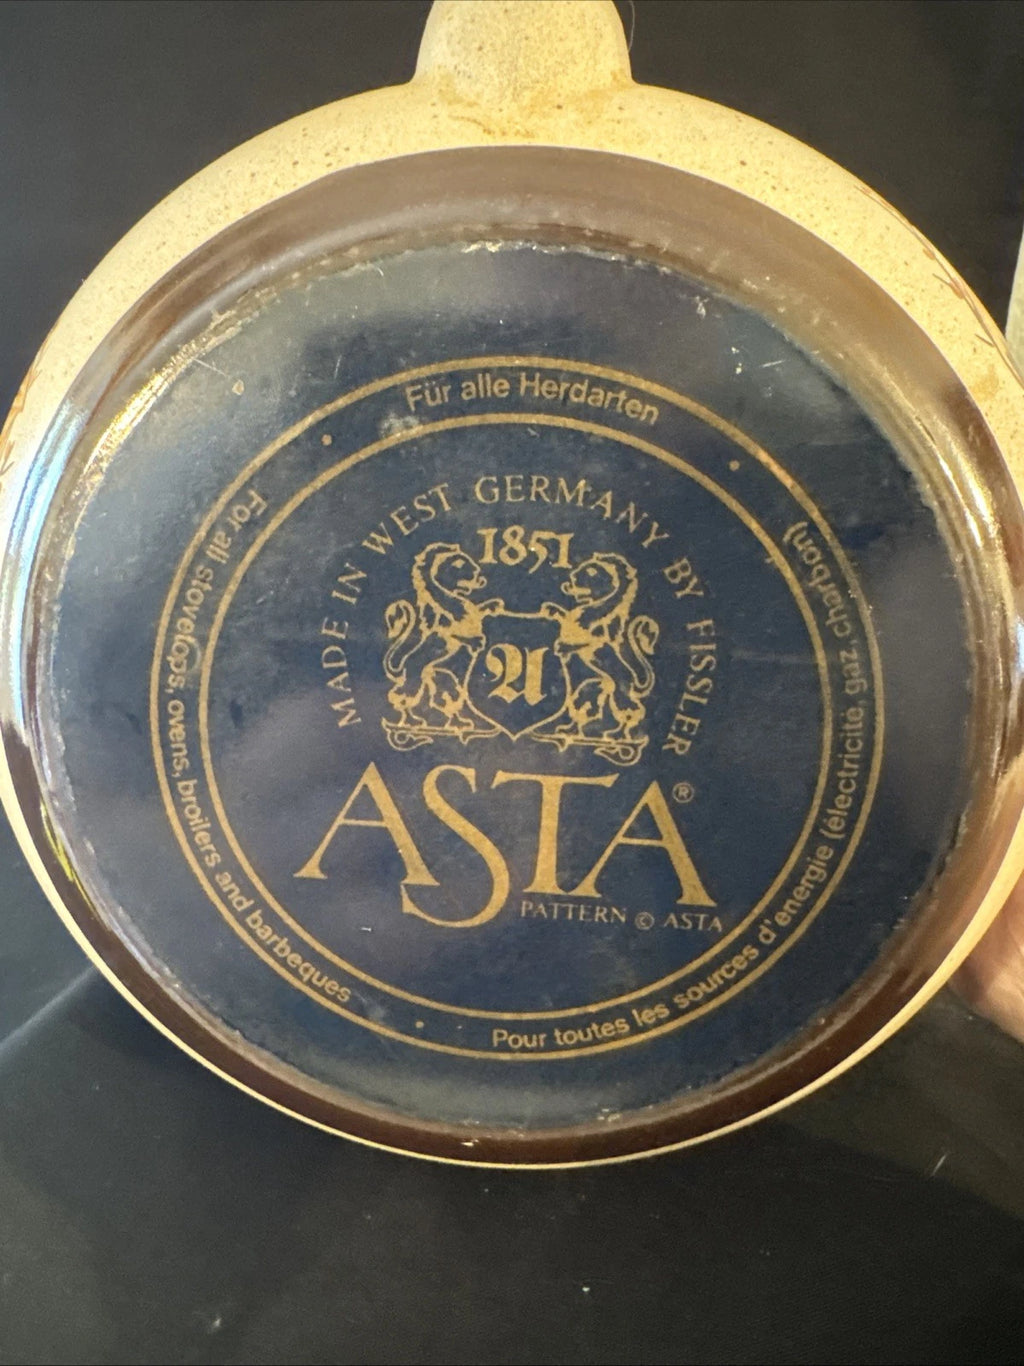 Für alle Herdarten
For all stovetops, ovens, broilers and barbeques
Pour toutes les sources d'energie (électricité, gaz charbon)
MADE IN WEST GERMANY BY FISSLER
1851
A
ASTA®
PATTERN © ASTA